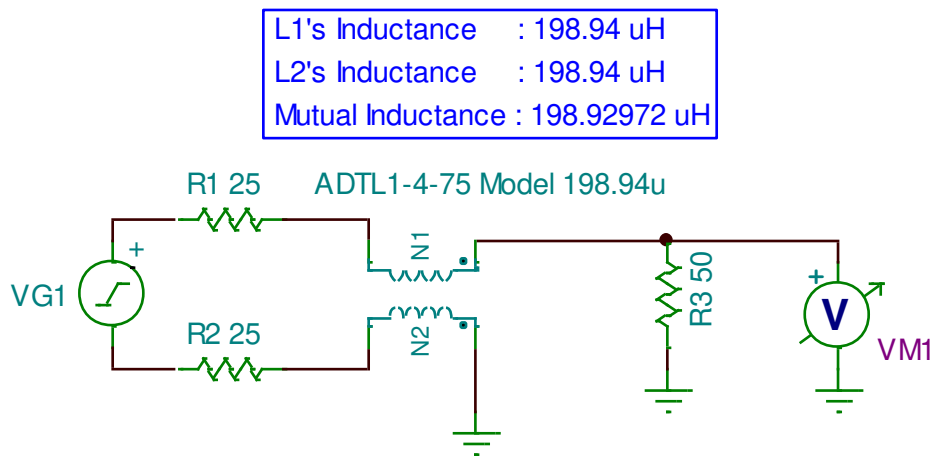 L1's Inductance : 198.94 uH
L2's Inductance : 198.94 uH
Mutual Inductance : 198.92972 uH
R1 25
ADTL1-4-75 Model 198.94u
N1
+
VG1
R3 50
+
V
R2 25
N2
VM1